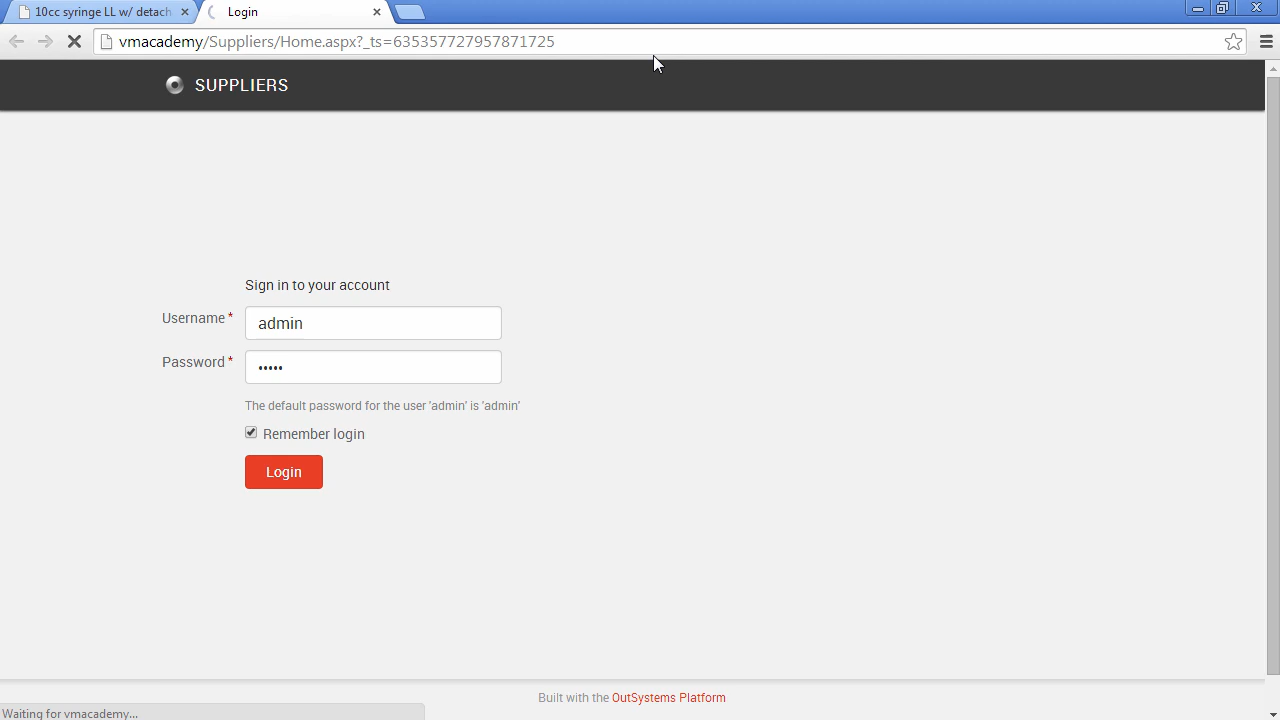 10cc syringe LL w/ detach
Login
vmacademy/Suppliers/Home.aspx?_ts=635357727957871725
SUPPLIERS
Sign in to your account
Username *
admin
Password *
•••••
The default password for the user 'admin' is 'admin'
Remember login
Login
Built with the OutSystems Platform
Waiting for vmacademy...